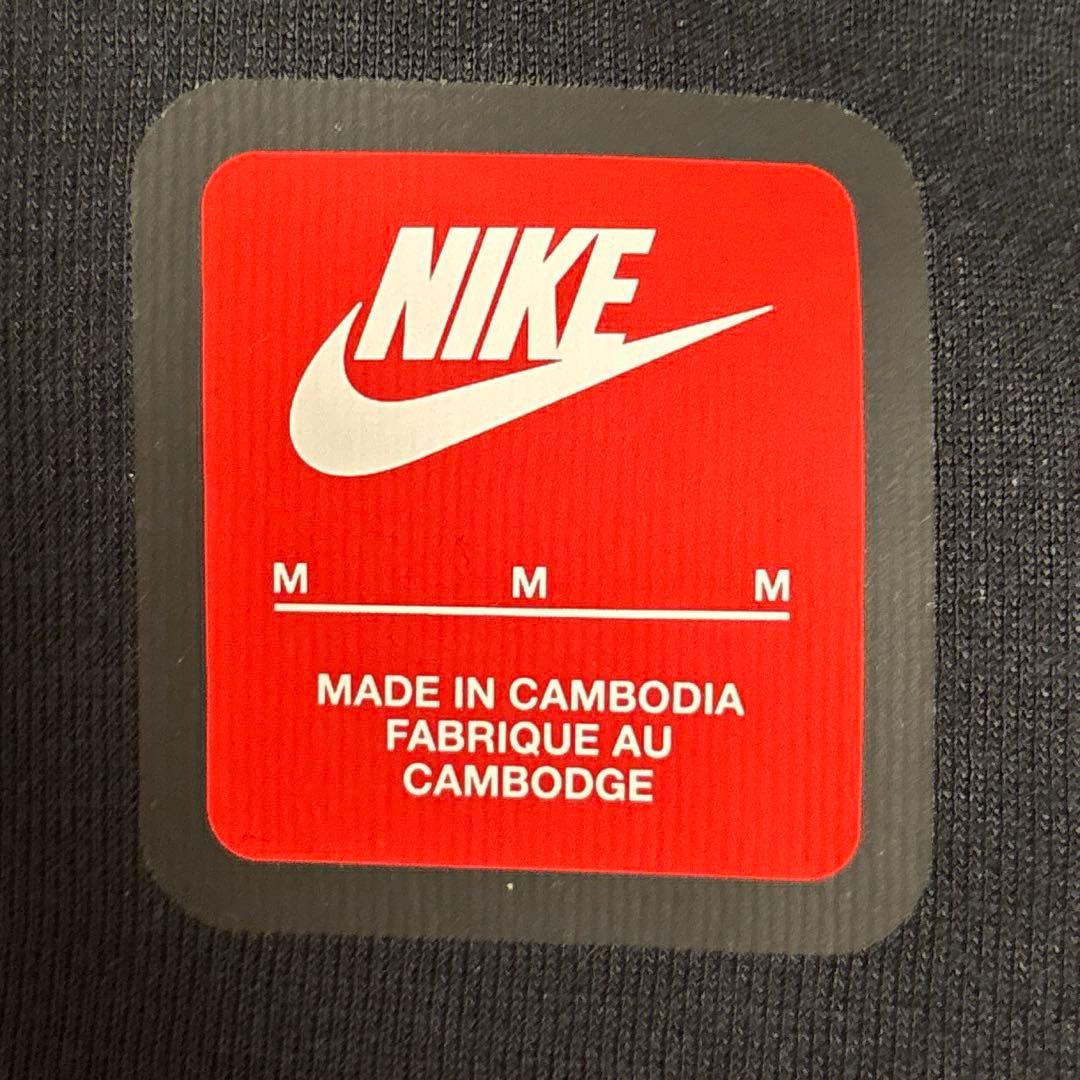 NIKE
M M M
MADE IN CAMBODIA
FABRIQUE AU
CAMBODGE